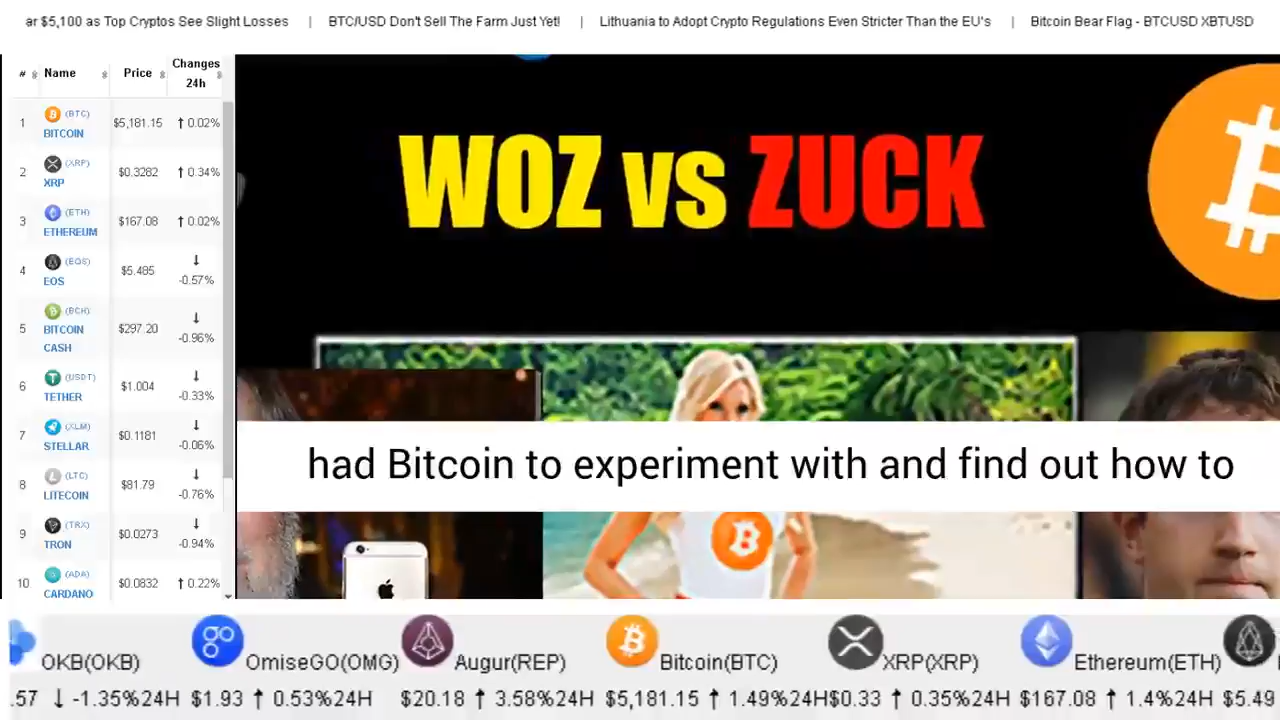 ar $5,100 as Top Cryptos See Slight Losses | BTC/USD Don't Sell The Farm Just Yet! | Lithuania to Adopt Crypto Regulations Even Stricter Than the EU's | Bitcoin Bear Flag - BTCUSD XBTUSD
# Name Price Changes 24h
1 (BTC) BITCOIN $5,181.15 ↑ 0.02%
2 (XRP) XRP $0.3282 ↑ 0.34%
3 (ETH) ETHEREUM $167.08 ↑ 0.02%
4 (EOS) EOS $5.485 ↓ -0.57%
5 (BCH) BITCOIN CASH $297.20 ↓ -0.96%
6 (USDT) TETHER $1.004 ↓ -0.33%
7 (XLM) STELLAR $0.1181 ↓ -0.06%
8 (LTC) LITECOIN $81.79 ↓ -0.76%
9 (TRX) TRON $0.0273 ↓ -0.94%
10 (ADA) CARDANO $0.0832 ↑ 0.22%
WOZ vs ZUCK
had Bitcoin to experiment with and find out how to
OKB(OKB) OmiseGO(OMG) Augur(REP) Bitcoin(BTC) XRP(XRP) Ethereum(ETH)
.57 ↓ -1.35%24H $1.93 ↑ 0.53%24H $20.18 ↑ 3.58%24H $5,181.15 ↑ 1.49%24H $0.33 ↑ 0.35%24H $167.08 ↑ 1.4%24H $5.49